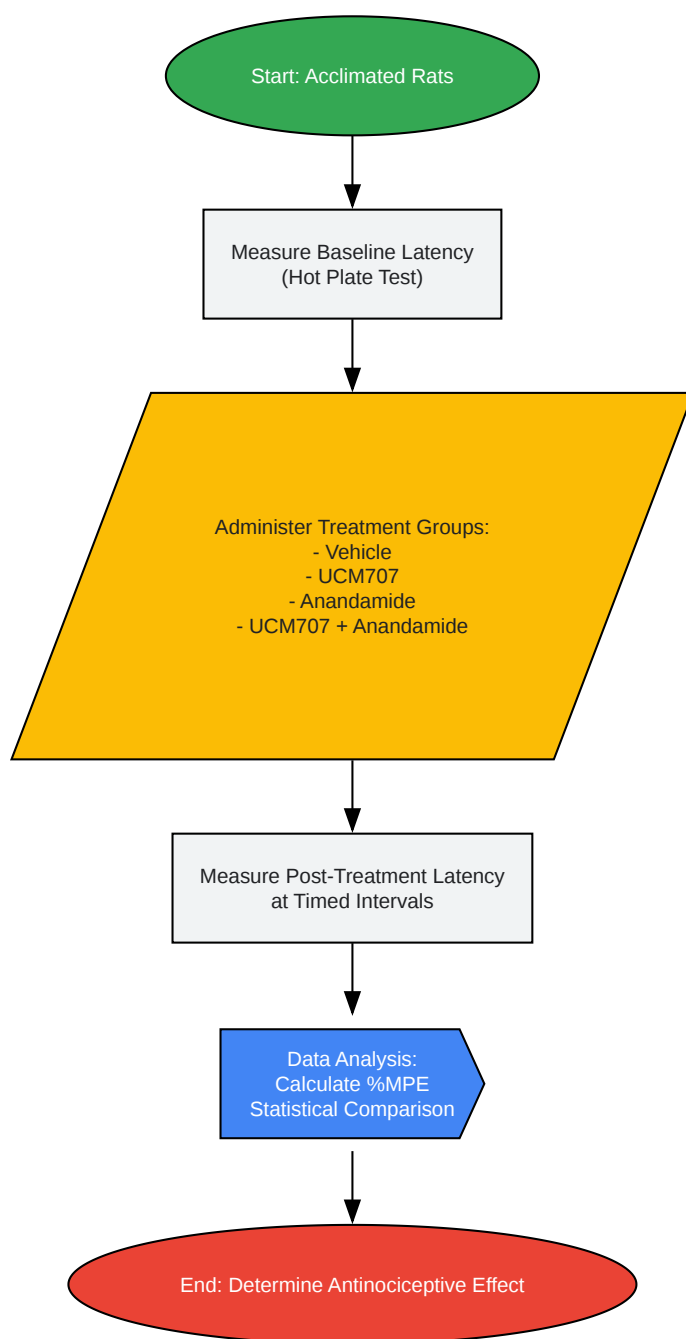 Start: Acclimated Rats
Measure Baseline Latency
(Hot Plate Test)
Administer Treatment Groups:
- Vehicle
- UCM707
- Anandamide
- UCM707 + Anandamide
Measure Post-Treatment Latency
at Timed Intervals
Data Analysis:
Calculate %MPE
Statistical Comparison
End: Determine Antinociceptive Effect